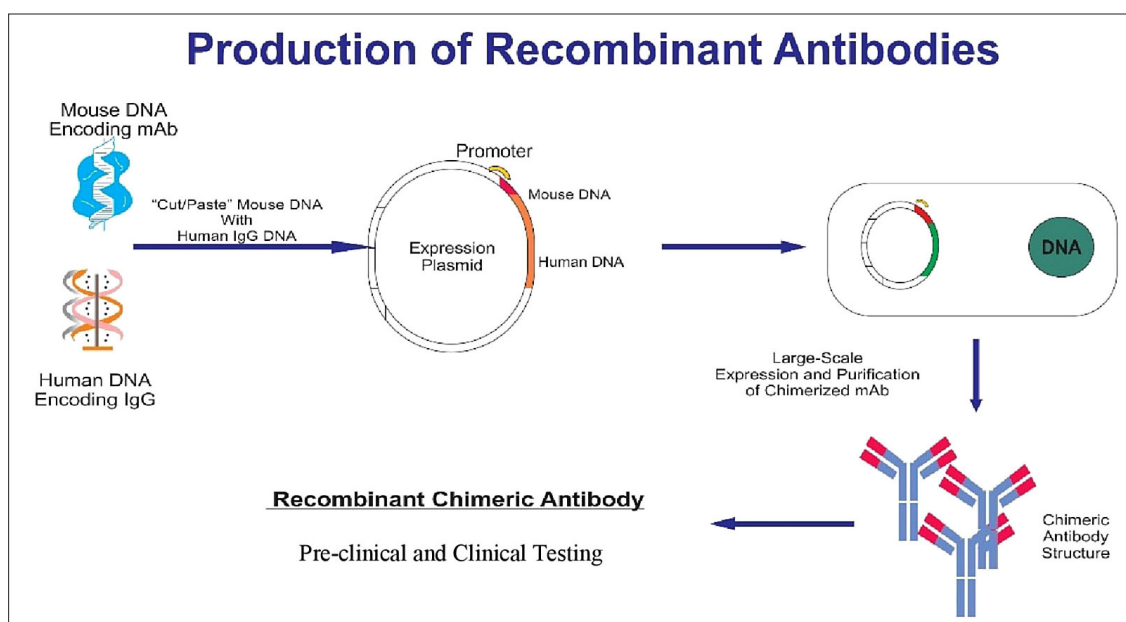 Production of Recombinant Antibodies
Mouse DNA
Encoding mAb
"Cut/Paste" Mouse DNA
With
Human IgG DNA
Human DNA
Encoding IgG
Promoter
Mouse DNA
Expression
Plasmid
Human DNA
DNA
Large-Scale
Expression and Purification
of Chimerized mAb
Chimeric
Antibody
Structure
Recombinant Chimeric Antibody
Pre-clinical and Clinical Testing